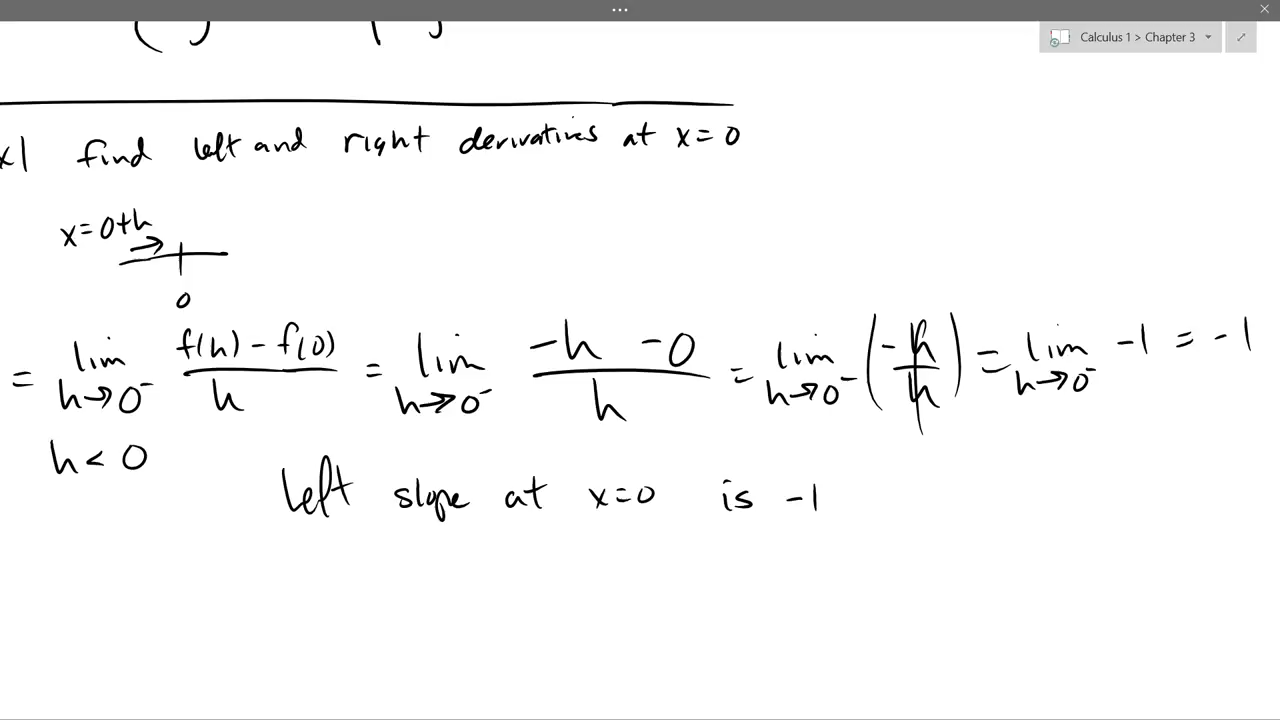 Calculus 1 > Chapter 3
x| find left and right derivatives at x=0
x=0+h
0
= lim h→0⁻ (f(h) - f(0))/h = lim h→0⁻ (-h - 0)/h = lim h→0⁻ (-h/h) = lim h→0⁻ -1 = -1
h < 0
left slope at x=0 is -1